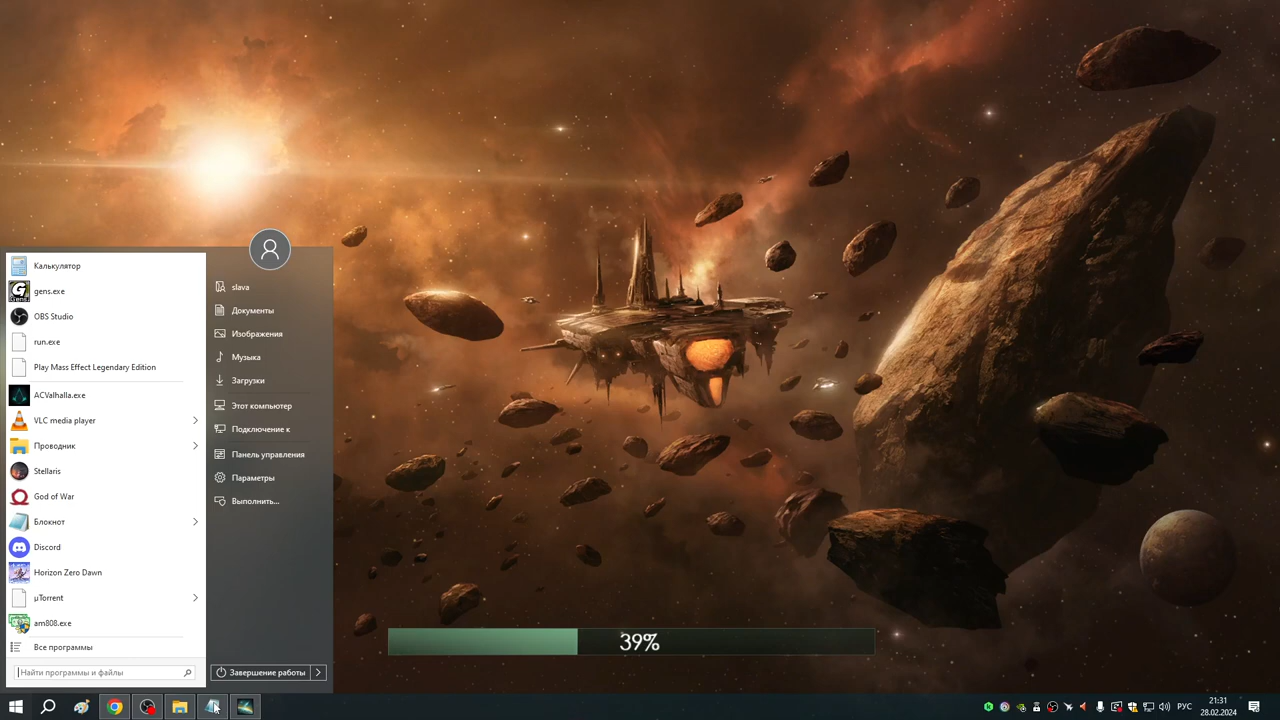 Калькулятор
gens.exe
OBS Studio
run.exe
Play Mass Effect Legendary Edition
ACValhalla.exe
VLC media player
Проводник
Stellaris
God of War
Блокнот
Discord
Horizon Zero Dawn
µTorrent
am808.exe
Все программы
Найти программы и файлы
slava
Документы
Изображения
Музыка
Загрузки
Этот компьютер
Подключение к
Панель управления
Параметры
Выполнить...
Завершение работы
39%
РУС
21:31
28.02.2024